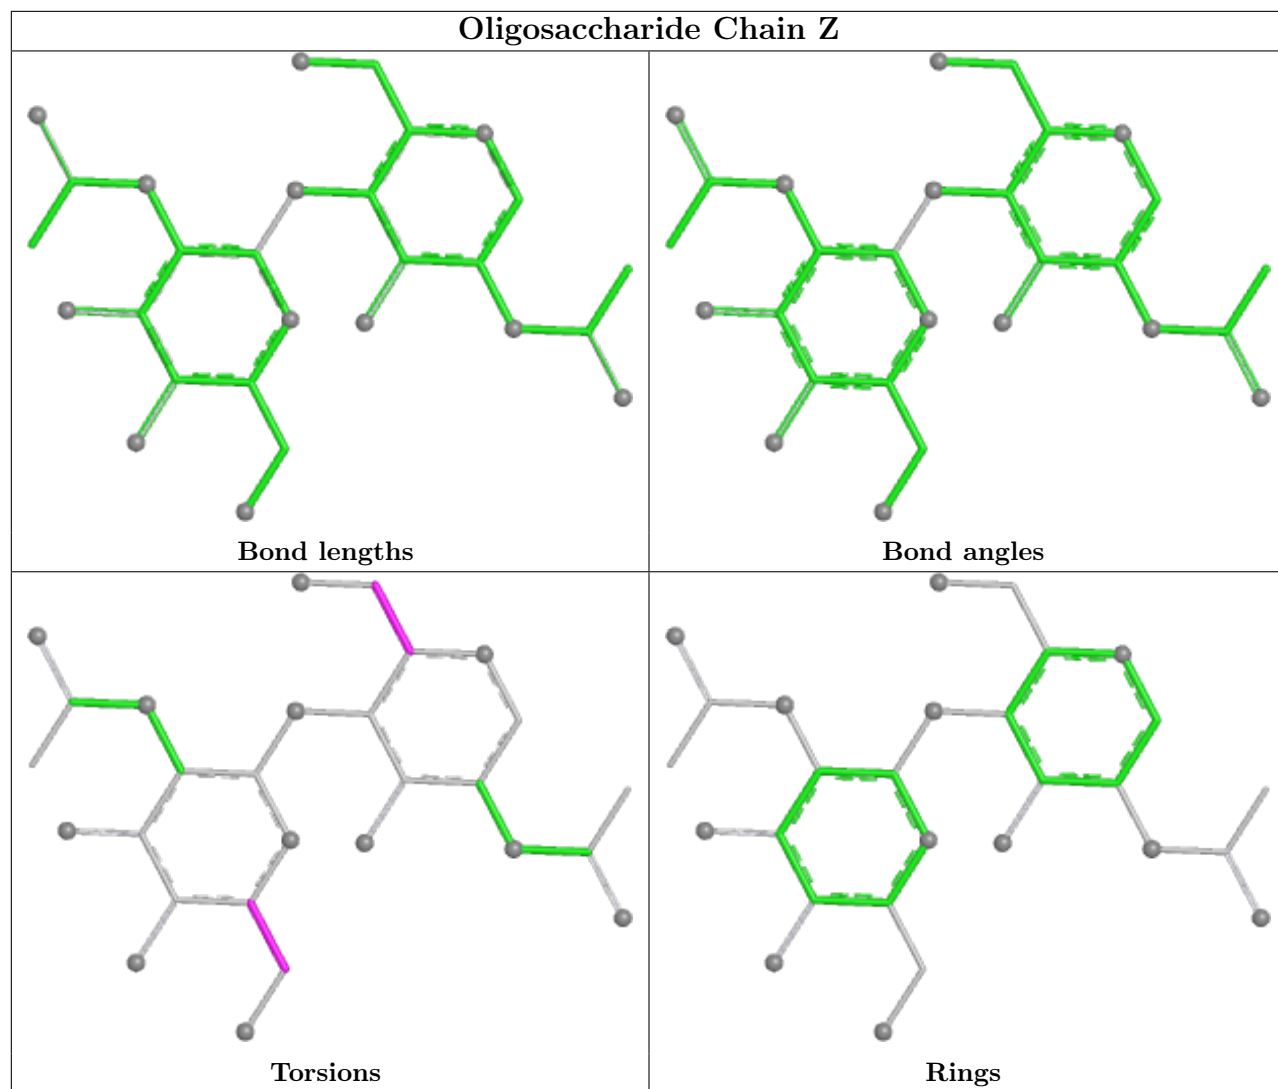 Oligosaccharide Chain Z
Bond lengths
Bond angles
Torsions
Rings